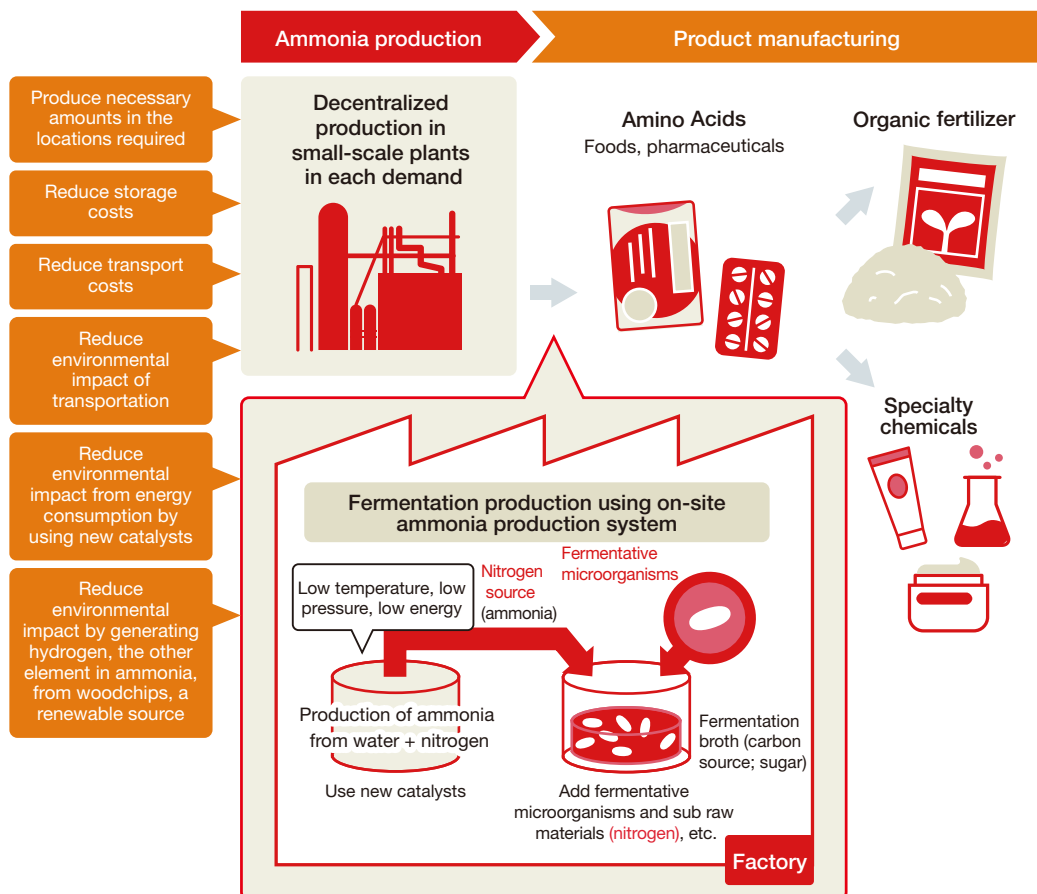 Ammonia production
Product manufacturing
Produce necessary
amounts in the
locations required
Reduce storage
costs
Reduce transport
costs
Reduce
environmental
impact of
transportation
Reduce
environmental
impact from energy
consumption by
using new catalysts
Reduce
environmental
impact by generating
hydrogen, the other
element in ammonia,
from woodchips, a
renewable source
Decentralized
production in
small-scale plants
in each demand
Amino Acids
Foods, pharmaceuticals
Organic fertilizer
Specialty
chemicals
Fermentation production using on-site
ammonia production system
Low temperature, low
pressure, low energy
Nitrogen
source
(ammonia)
Fermentative
microorganisms
Production of ammonia
from water + nitrogen
Use new catalysts
Fermentation
broth (carbon
source; sugar)
Add fermentative
microorganisms and sub raw
materials (nitrogen), etc.
Factory